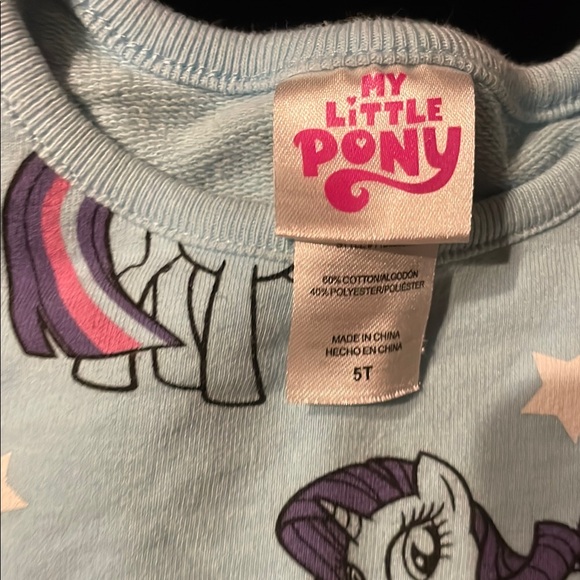 MY
LiTTLE
PONY
60% COTTON/ALGODÓN
40% POLYESTER/POLIÉSTER
MADE IN CHINA
HECHO EN CHINA
5T